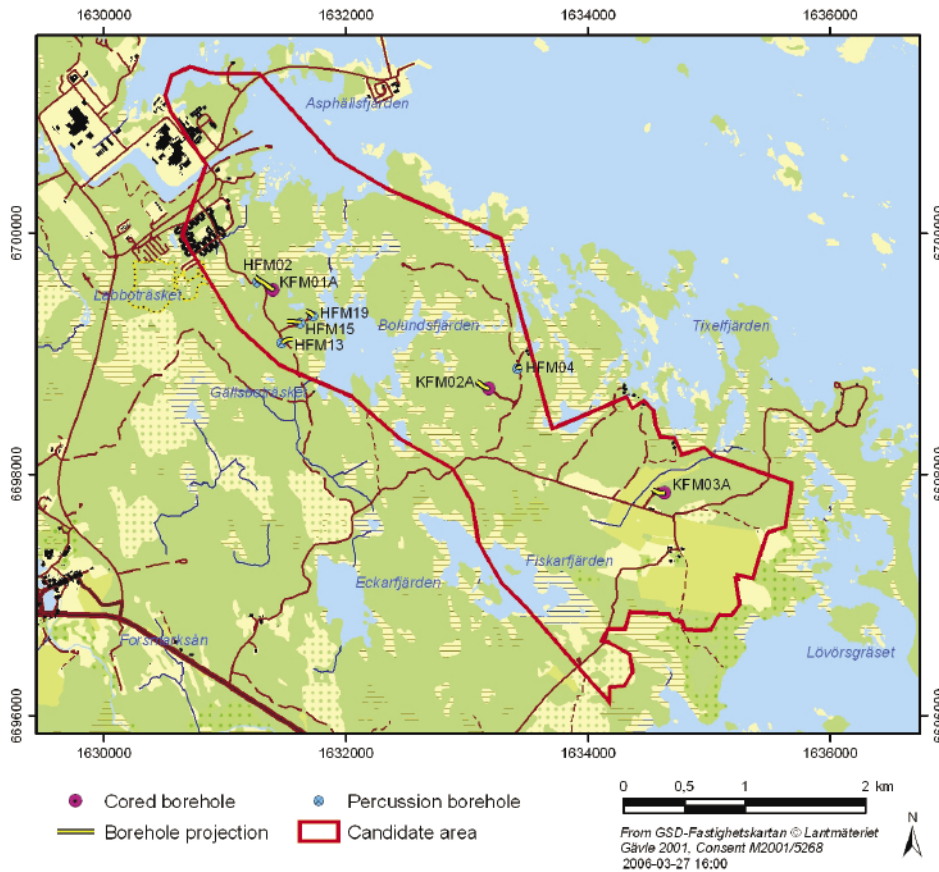 1630000 1632000 1634000 1636000
Asphällsfjärden
6700000 6700000
HFM02
KFM01A
Labboträsket
HFM19
HFM15
Bolundsfjärden
Tixelfjärden
HFM13
HFM04
KFM02A
Gällsboträsket
6698000 6698000
KFM03A
Fiskarfjärden
Eckarfjärden
Forsmarksån
Lövörsgräset
6696000 6696000
1630000 1632000 1634000 1636000
Cored borehole
Percussion borehole
Borehole projection
Candidate area
0 0,5 1 2 km
From GSD-Fastighetskartan © Lantmäteriet
Gävle 2001, Consent M2001/5268
2006-03-27 16:00
N